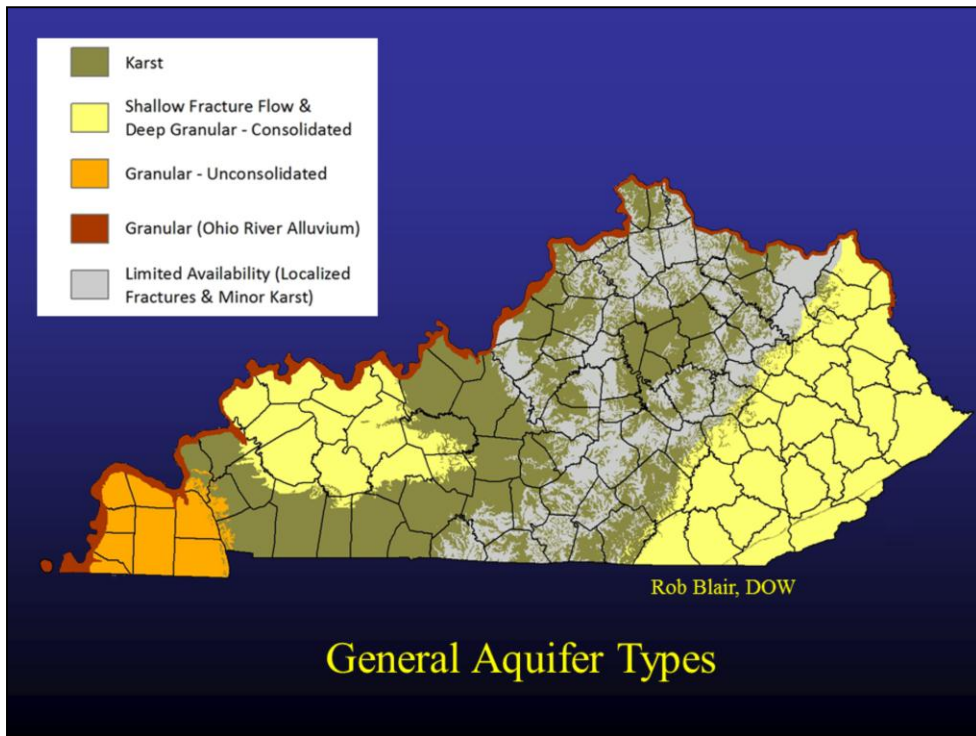 Karst
Shallow Fracture Flow &
Deep Granular - Consolidated
Granular - Unconsolidated
Granular (Ohio River Alluvium)
Limited Availability (Localized
Fractures & Minor Karst)
Rob Blair, DOW
General Aquifer Types